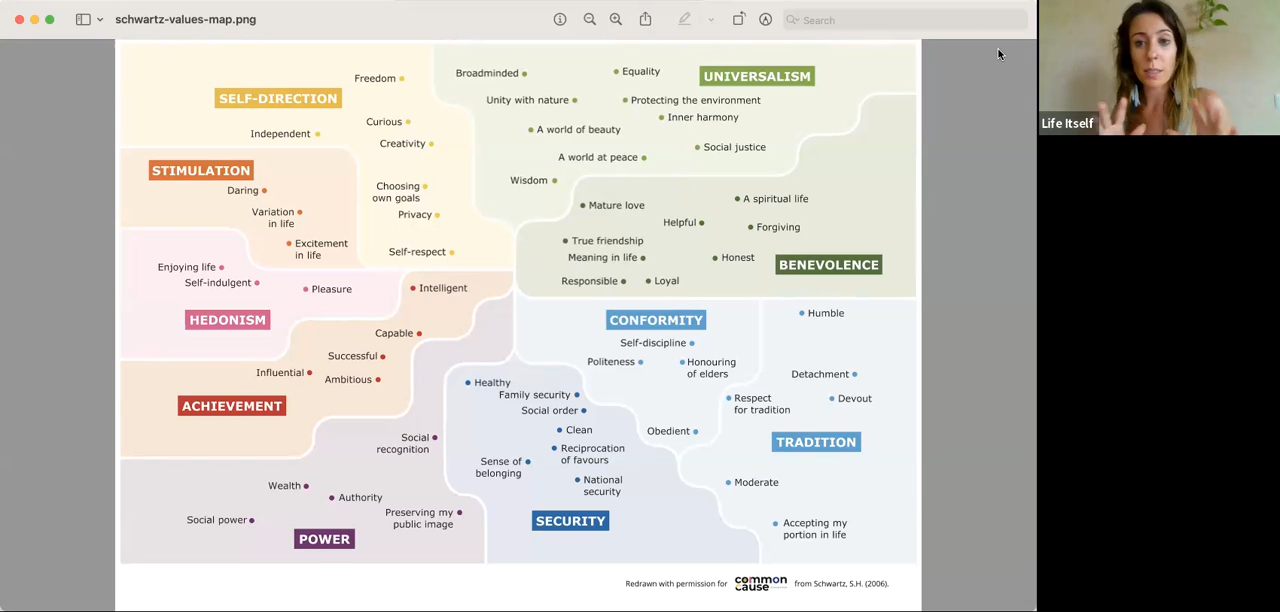 schwartz-values-map.png
Search
Life Itself
Freedom
SELF-DIRECTION
Curious
Independent
Creativity
Choosing
own goals
Privacy
Self-respect
UNIVERSALISM
Broadminded
Equality
Unity with nature
Protecting the environment
Inner harmony
A world of beauty
Social justice
A world at peace
Wisdom
STIMULATION
Daring
Variation
in life
Excitement
in life
Mature love
A spiritual life
Helpful
Forgiving
True friendship
Meaning in life
Honest
BENEVOLENCE
Responsible
Loyal
Enjoying life
Self-indulgent
Pleasure
HEDONISM
Intelligent
Capable
Successful
Influential
Ambitious
ACHIEVEMENT
CONFORMITY
Self-discipline
Politeness
Honouring
of elders
Obedient
Humble
Detachment
Devout
Respect
for tradition
TRADITION
Moderate
Accepting my
portion in life
Healthy
Family security
Social order
Clean
Reciprocation
of favours
Sense of
belonging
National
security
SECURITY
Social
recognition
Wealth
Authority
Preserving my
public image
Social power
POWER
Redrawn with permission for common cause from Schwartz, S.H. (2006).